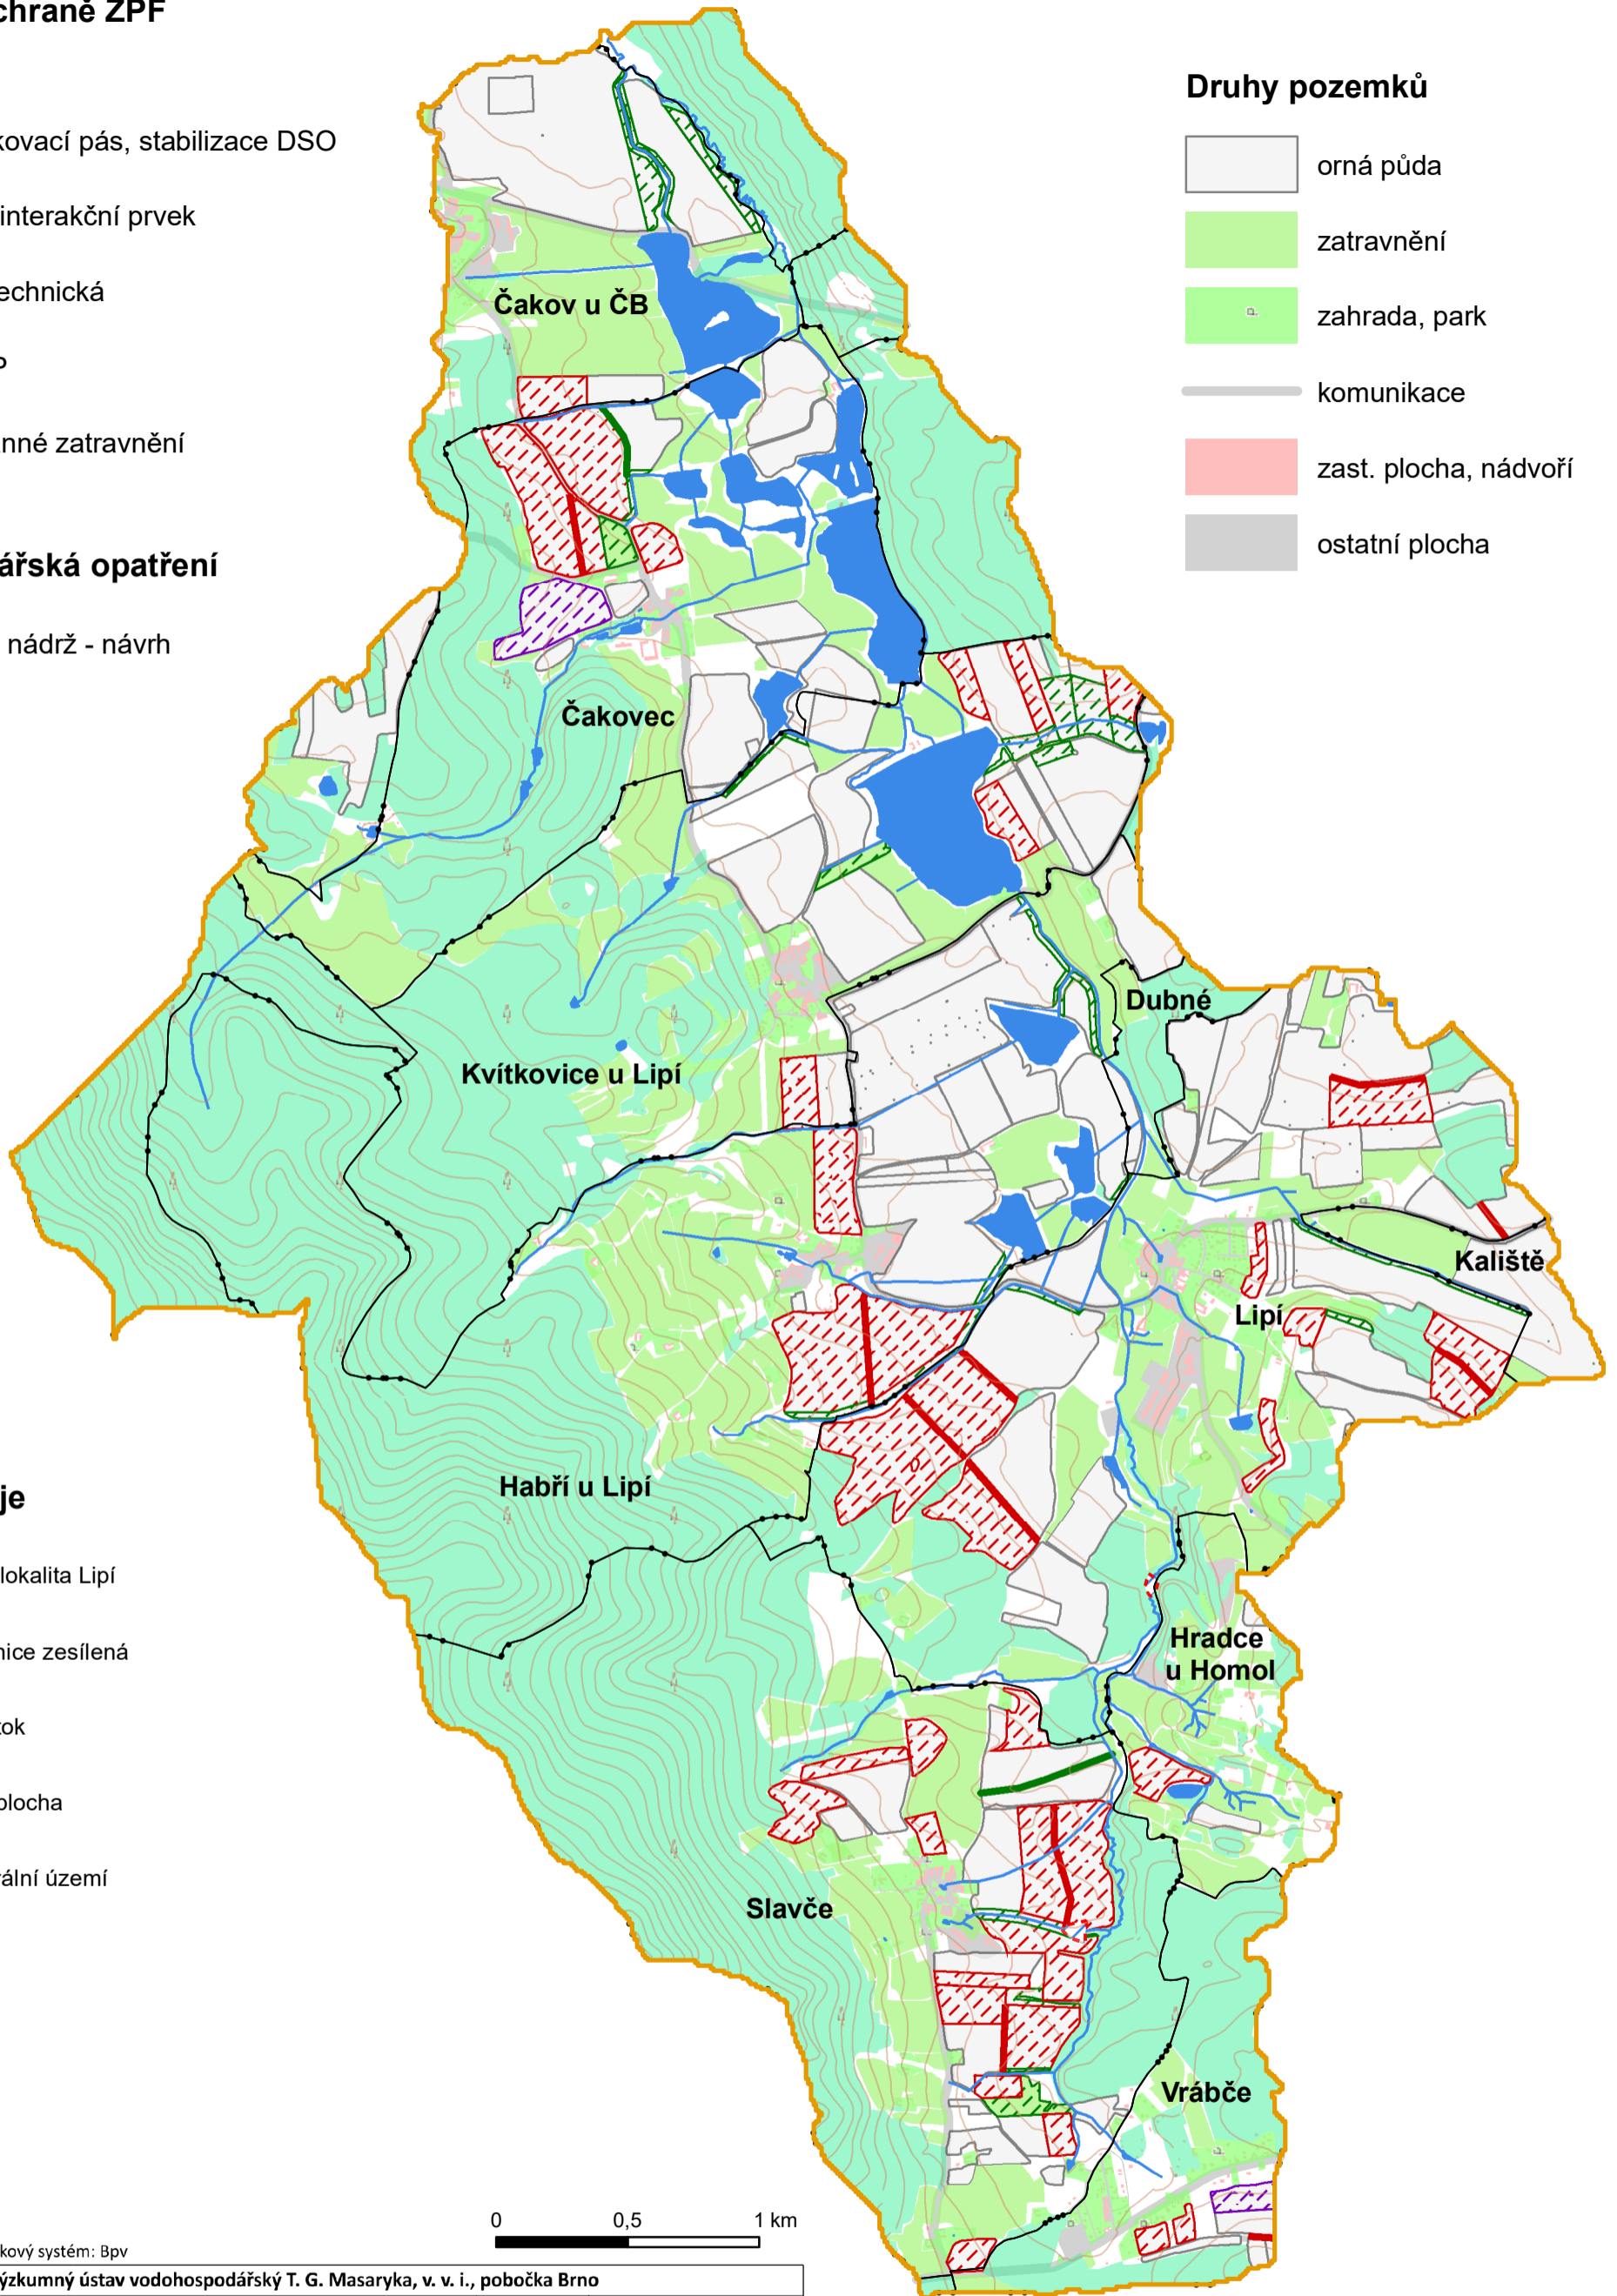 chraně ZPF
kovací pás, stabilizace DSO
interakční prvek
echnická
anné zatravnění
ářská opatření
nádrž - návrh
je
lokalita Lipí
nice zesílená
tok
plocha
rální území
kový systém: Bpv
ýzkumný ústav vodohospodářský T. G. Masaryka, v. v. i., pobočka Brno
Druhy pozemků
orná půda
zatravnění
zahrada, park
komunikace
zast. plocha, nádvoří
ostatní plocha
Čakov u ČB
Čakovec
Dubné
Kvítkovice u Lipí
Kaliště
Lipí
Habří u Lipí
Hradce
u Homol
Slavče
Vrábče
0 0,5 1 km